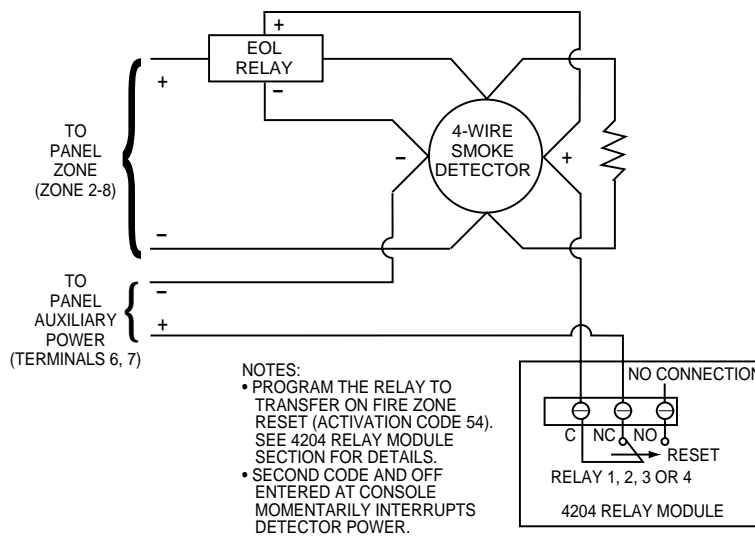 +
EOL
RELAY
+
−
TO
PANEL
ZONE
(ZONE 2-8)
4-WIRE
SMOKE
DETECTOR
−
+
−
TO
PANEL
AUXILIARY
POWER
(TERMINALS 6, 7)
−
+
NOTES:
• PROGRAM THE RELAY TO
TRANSFER ON FIRE ZONE
RESET (ACTIVATION CODE 54).
SEE 4204 RELAY MODULE
SECTION FOR DETAILS.
• SECOND CODE AND OFF
ENTERED AT CONSOLE
MOMENTARILY INTERRUPTS
DETECTOR POWER.
NO CONNECTION
C NC NO
RESET
RELAY 1, 2, 3 OR 4
4204 RELAY MODULE